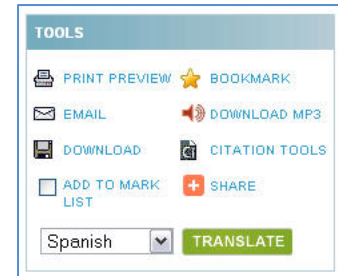 TOOLS
PRINT PREVIEW BOOKMARK
EMAIL DOWNLOAD MP3
DOWNLOAD CITATION TOOLS
ADD TO MARK LIST SHARE
Spanish TRANSLATE